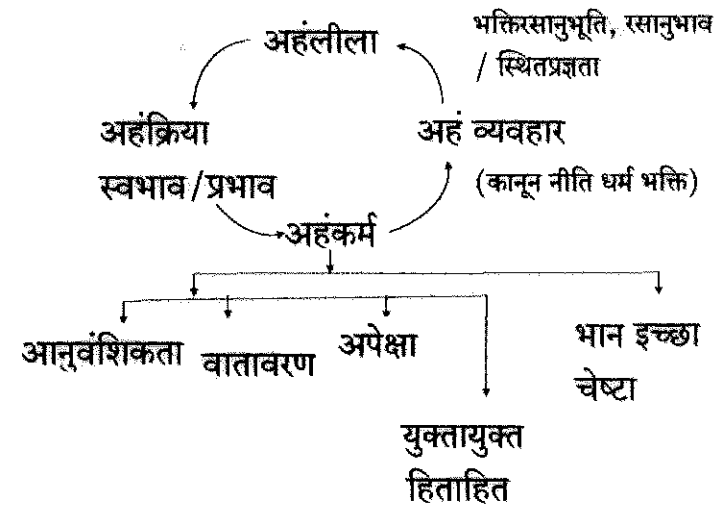 अहंलीला
भक्तिरसानुभूति, रसानुभाव
/ स्थितप्रज्ञता
अहंक्रिया
स्वभाव/प्रभाव
अहं व्यवहार
(कानून नीति धर्म भक्ति)
अहंकर्म
आनुवंशिकता
वातावरण
अपेक्षा
युक्तायुक्त
हिताहित
भान इच्छा
चेष्टा